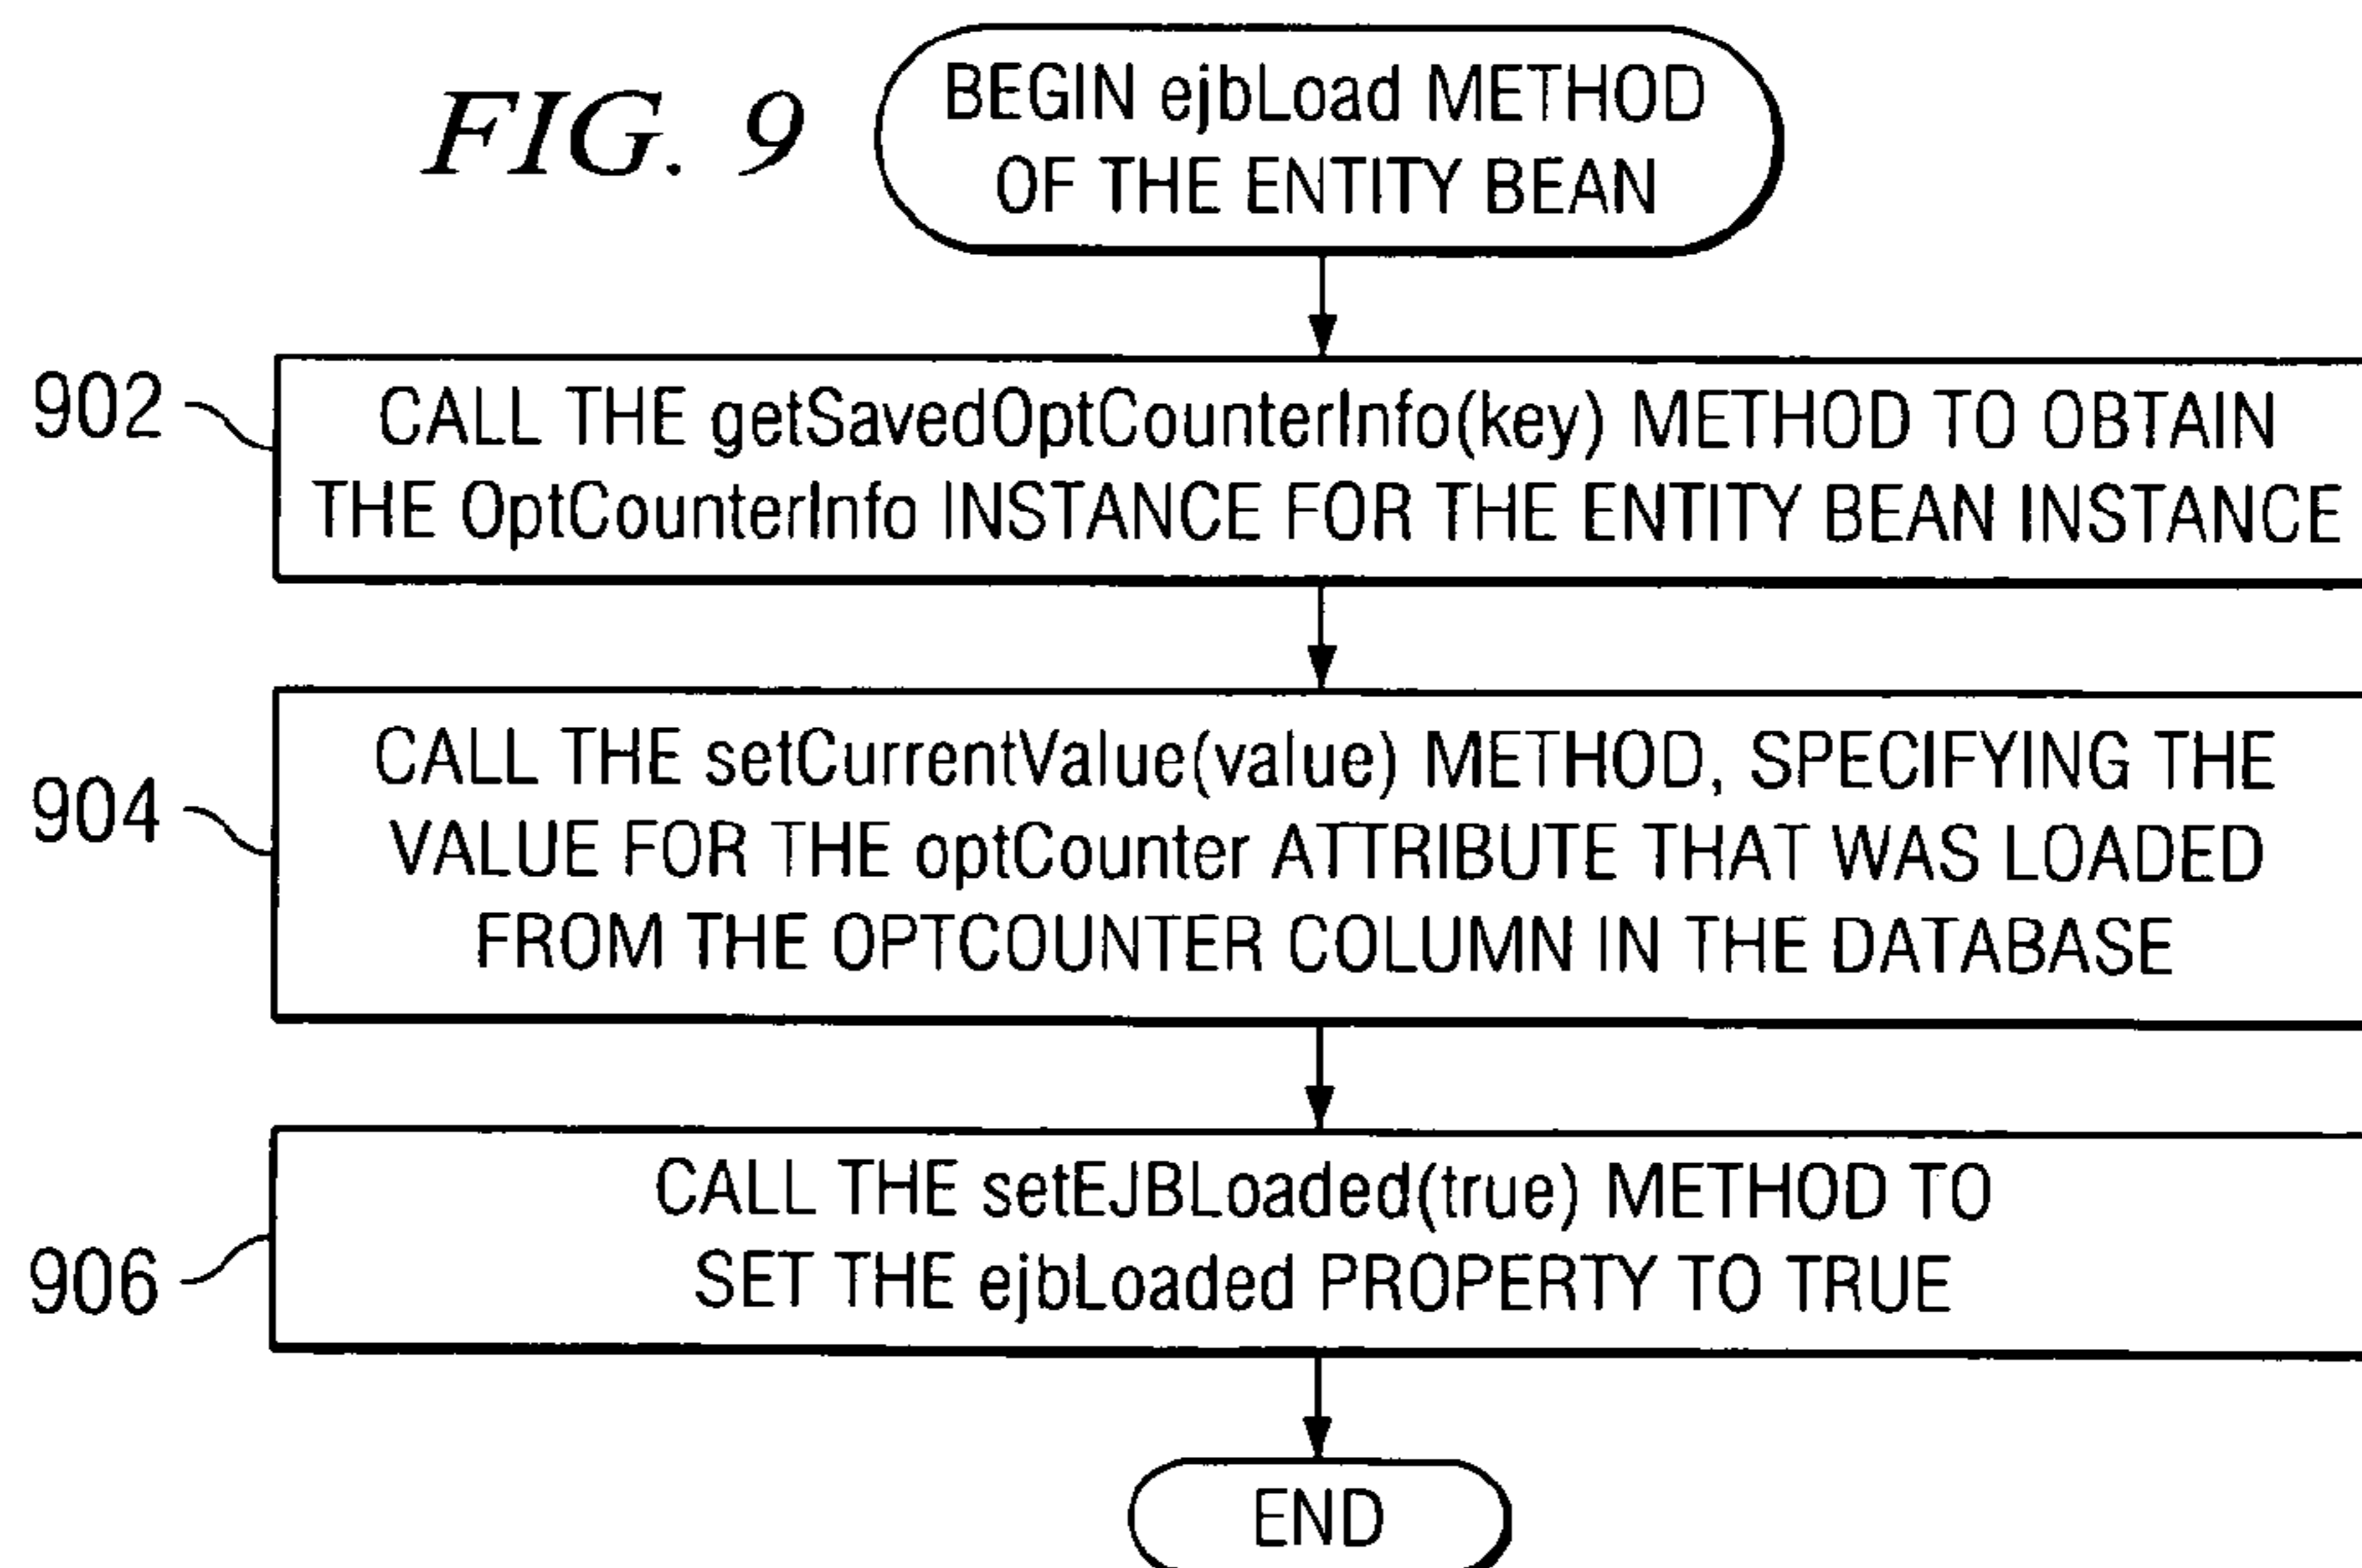 FIG. 9
BEGIN ejbLoad METHOD
OF THE ENTITY BEAN
902
CALL THE getSavedOptCounterInfo(key) METHOD TO OBTAIN
THE OptCounterInfo INSTANCE FOR THE ENTITY BEAN INSTANCE
904
CALL THE setCurrentValue(value) METHOD, SPECIFYING THE
VALUE FOR THE optCounter ATTRIBUTE THAT WAS LOADED
FROM THE OPTCOUNTER COLUMN IN THE DATABASE
906
CALL THE setEJBLoaded(true) METHOD TO
SET THE ejbLoaded PROPERTY TO TRUE
END